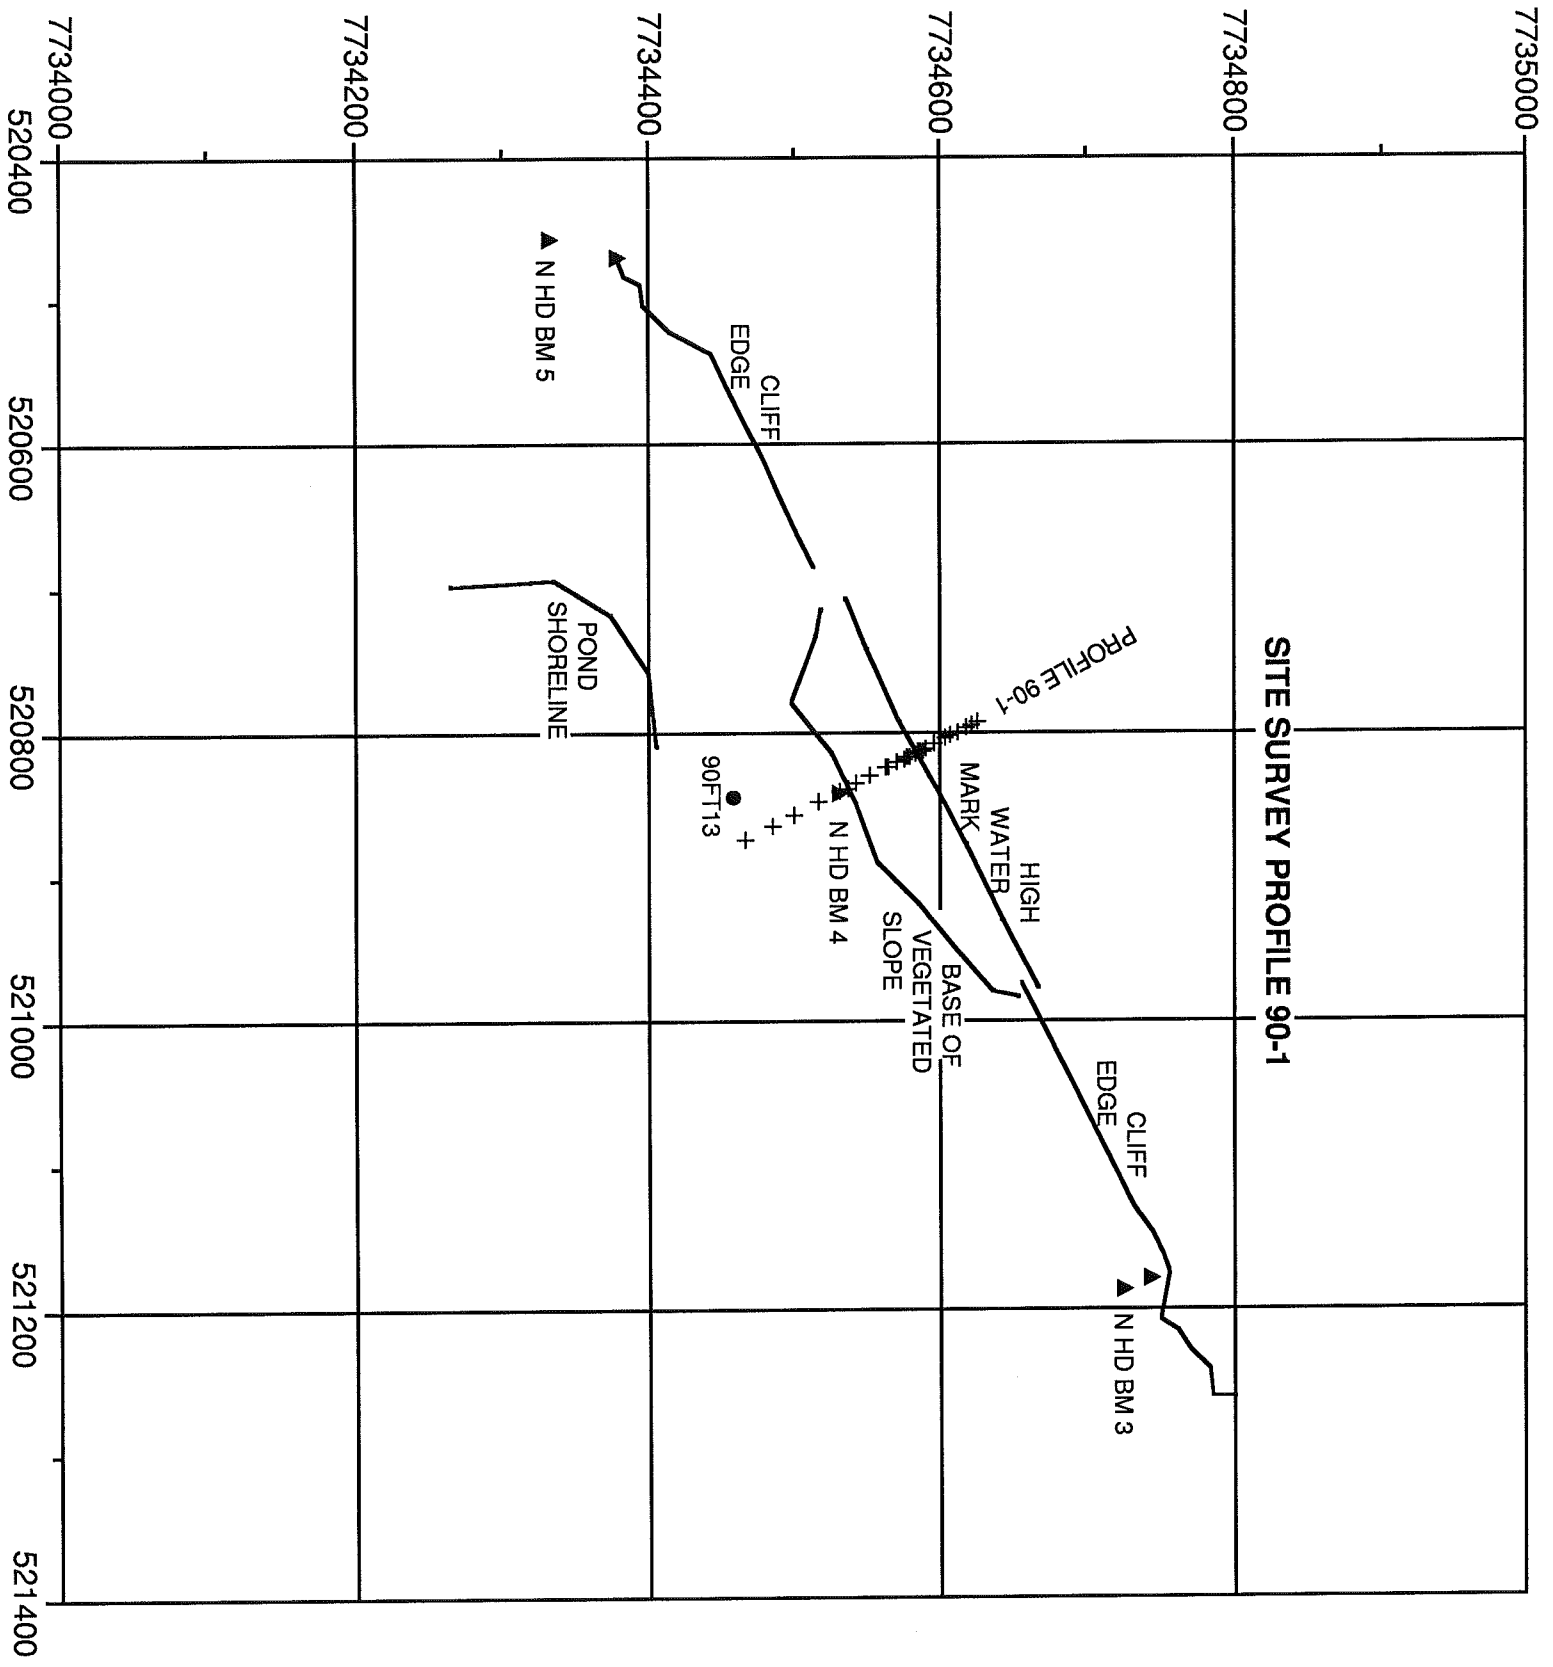 SITE SURVEY PROFILE 90-1
7735000
7734800
7734600
7734400
7734200
7734000
520400
520600
520800
521000
521200
521400
PROFILE 90-1
HIGH
WATER
MARK
CLIFF
EDGE
CLIFF
EDGE
BASE OF
VEGETATED
SLOPE
N HD BM 3
N HD BM 4
N HD BM 5
90FT13
POND
SHORELINE